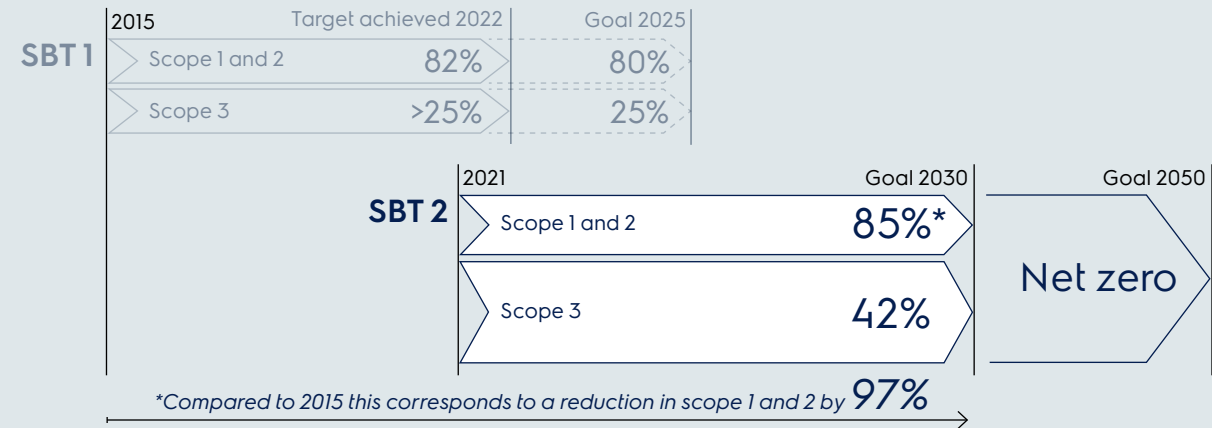 2015 Target achieved 2022 Goal 2025
SBT 1
Scope 1 and 2 82% 80%
Scope 3 >25% 25%
2021 Goal 2030 Goal 2050
SBT 2
Scope 1 and 2 85%*
Net zero
Scope 3 42%
*Compared to 2015 this corresponds to a reduction in scope 1 and 2 by 97%